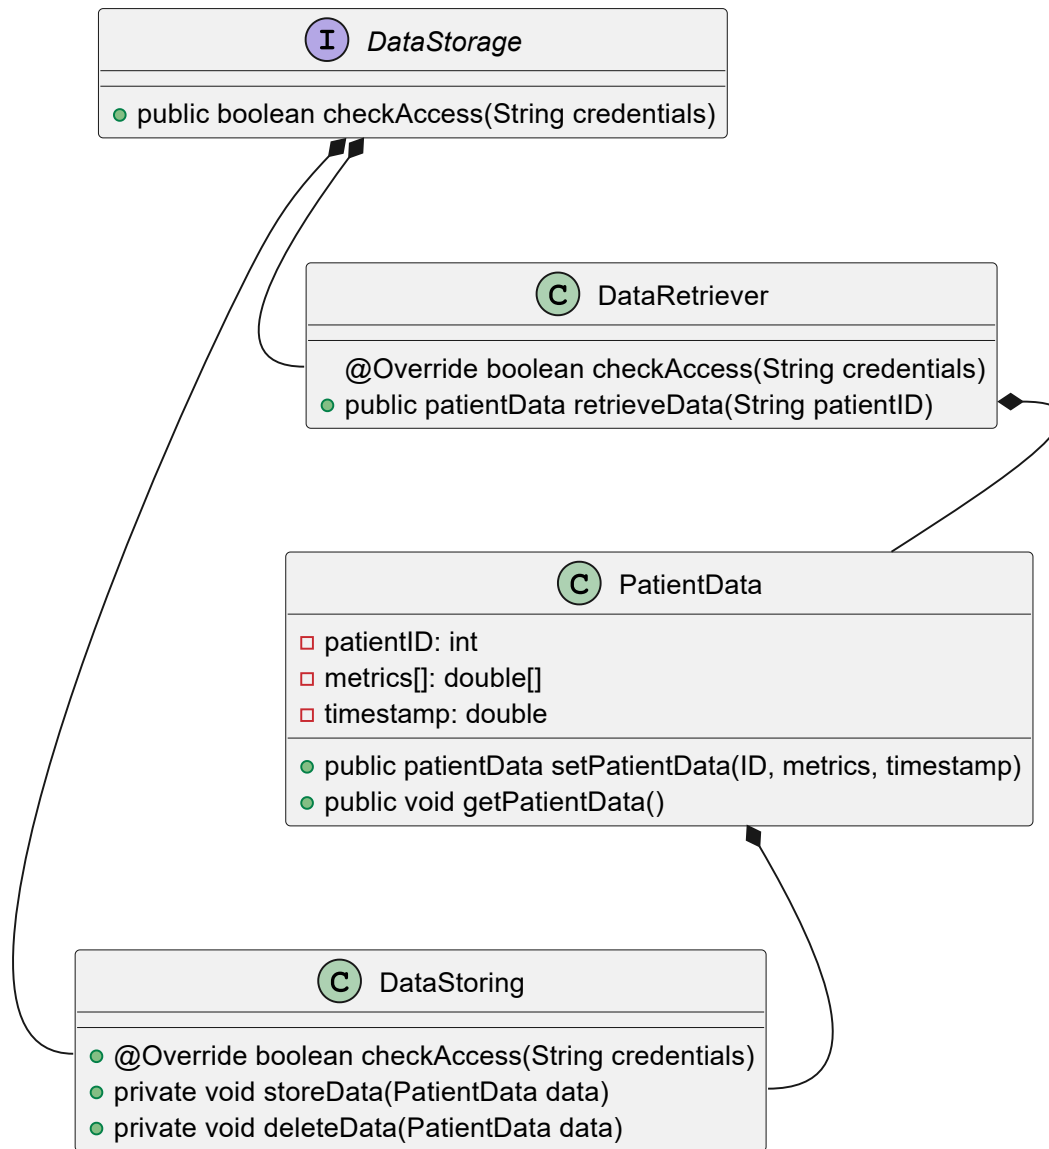 I DataStorage
public boolean checkAccess(String credentials)
C DataRetriever
@Override boolean checkAccess(String credentials)
public patientData retrieveData(String patientID)
C PatientData
patientID: int
metrics[]: double[]
timestamp: double
public patientData setPatientData(ID, metrics, timestamp)
public void getPatientData()
C DataStoring
@Override boolean checkAccess(String credentials)
private void storeData(PatientData data)
private void deleteData(PatientData data)